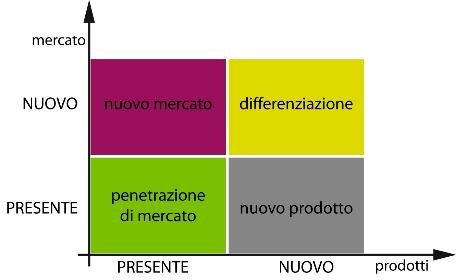 mercato
NUOVO
nuovo mercato
differenziazione
PRESENTE
penetrazione
di mercato
nuovo prodotto
PRESENTE
NUOVO
prodotti